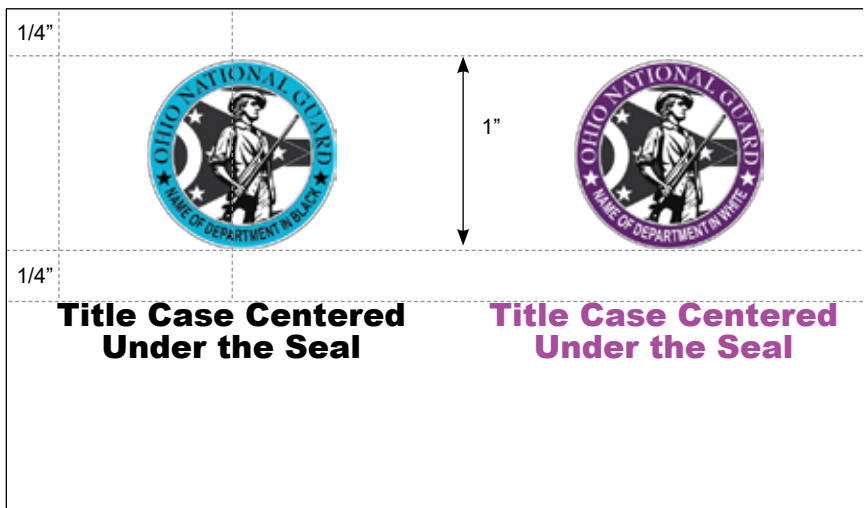 1/4”
OHIO NATIONAL GUARD
NAME OF DEPARTMENT IN BLACK
1”
OHIO NATIONAL GUARD
NAME OF DEPARTMENT IN WHITE
1/4”
Title Case Centered
Under the Seal
Title Case Centered
Under the Seal